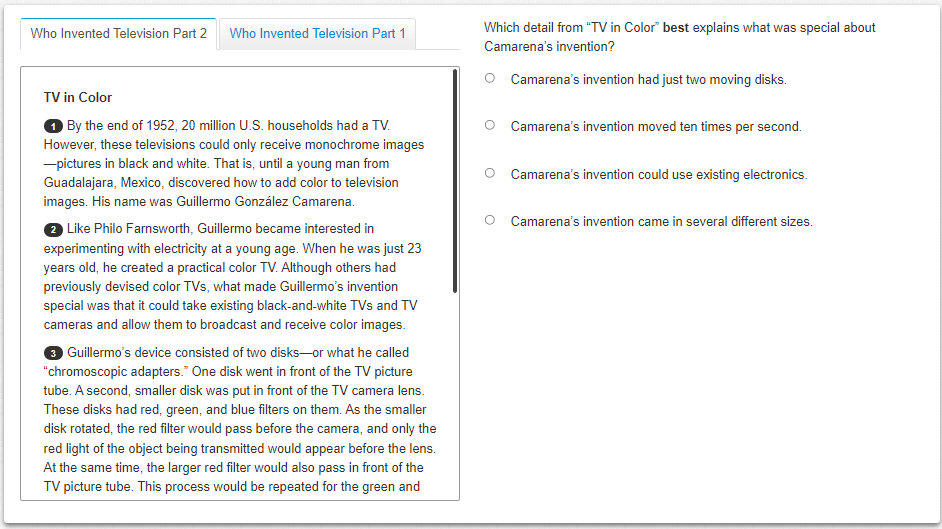 Who Invented Television Part 2
Who Invented Television Part 1
TV in Color
1 By the end of 1952, 20 million U.S. households had a TV.
However, these televisions could only receive monochrome images
—pictures in black and white. That is, until a young man from
Guadalajara, Mexico, discovered how to add color to television
images. His name was Guillermo González Camarena.
2 Like Philo Farnsworth, Guillermo became interested in
experimenting with electricity at a young age. When he was just 23
years old, he created a practical color TV. Although others had
previously devised color TVs, what made Guillermo’s invention
special was that it could take existing black-and-white TVs and TV
cameras and allow them to broadcast and receive color images.
3 Guillermo’s device consisted of two disks—or what he called
“chromoscopic adapters.” One disk went in front of the TV picture
tube. A second, smaller disk was put in front of the TV camera lens.
These disks had red, green, and blue filters on them. As the smaller
disk rotated, the red filter would pass before the camera, and only the
red light of the object being transmitted would appear before the lens.
At the same time, the larger red filter would also pass in front of the
TV picture tube. This process would be repeated for the green and
Which detail from “TV in Color” best explains what was special about
Camarena’s invention?
Camarena’s invention had just two moving disks.
Camarena’s invention moved ten times per second.
Camarena’s invention could use existing electronics.
Camarena’s invention came in several different sizes.